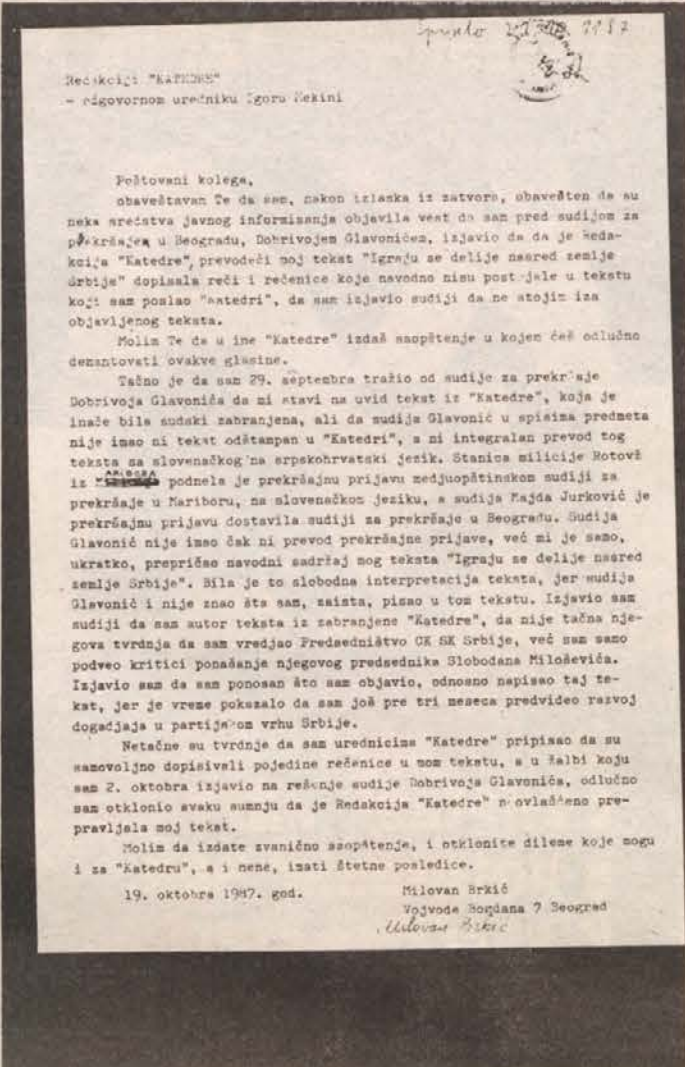 1987
Redakciji "KATEDRE"
- odgovornom uredniku Igoru Mekini
Poštovani kolega,
obaveštavam Te da sam, nakon izlaska iz zatvora, obavešten da su
neka sredstva javnog informisanja objavila vest da sam pred sudijom za
prekršaje u Beogradu, Dobrivojem Glavonićem, izjavio da da je Reda-
kcija "Katedre", prevodeći moj tekst "Igraju se delije nasred zemlje
Srbije" dopisala reči i rečenice koje navodno nisu postojale u tekstu
koji sam poslao "Katedri", da sam izjavio sudiji da ne stojim iza
objavljenog teksta.
Molim Te da u ime "Katedre" izdaš saopštenje u kojem ćeš odlučno
demantovati ovakve glasine.
Tačno je da sam 29. septembra tražio od sudije za prekršaje
Dobrivoja Glavonića da mi stavi na uvid tekst iz "Katedre", koja je
inače bila sudski zabranjena, ali da sudija Glavonić u spisima predmeta
nije imao ni tekst odštampan u "Katedri", a ni integralan prevod tog
teksta sa slovenačkog na srpskohrvatski jezik. Stanica milicije Rotovž
iz MARIBORA podnela je prekršajnu prijavu medjuopštinskom sudiji za
prekršaje u Mariboru, na slovenačkom jeziku, a sudija Majda Jurković je
prekršajnu prijavu dostavila sudiji za prekršaje u Beogradu. Sudija
Glavonić nije imao čak ni prevod prekršajne prijave, već mi je samo,
ukratko, prepričao navodni sadržaj mog teksta "Igraju se delije nasred
zemlje Srbije". Bila je to slobodna interpretacija teksta, jer sudija
Glavonić i nije znao šta sam, zaista, pisao u tom tekstu. Izjavio sam
sudiji da sam autor teksta iz zabranjene "Katedre", da nije tačna nje-
gova tvrdnja da sam vredjao Predsedništvo CK SK Srbije, već sam samo
podveo kritici ponašanje njegovog predsednika Slobodana Miloševića.
Izjavio sam da sam ponosan što sam objavio, odnosno napisao taj te-
kst, jer je vreme pokazalo da sam još pre tri meseca predvideo razvoj
dogadjaja u partijskom vrhu Srbije.
Netačne su tvrdnje da sam urednicima "Katedre" pripisao da su
samovoljno dopisivali pojedine rečenice u mom tekstu, a u žalbi koju
sam 2. oktobra izjavio na rešenje sudije Dobrivoja Glavonića, odlučno
sam otklonio svaku sumnju da je Redakcija "Katedre" neovlašćeno pre-
pravljala moj tekst.
Molim da izdate zvanično saopštenje, i otklonite dileme koje mogu
i za "Katedru", a i mene, imati štetne posledice.
19. oktobra 1987. god.
Milovan Brkić
Vojvode Bogdana 7 Beograd
Milovan Brkić